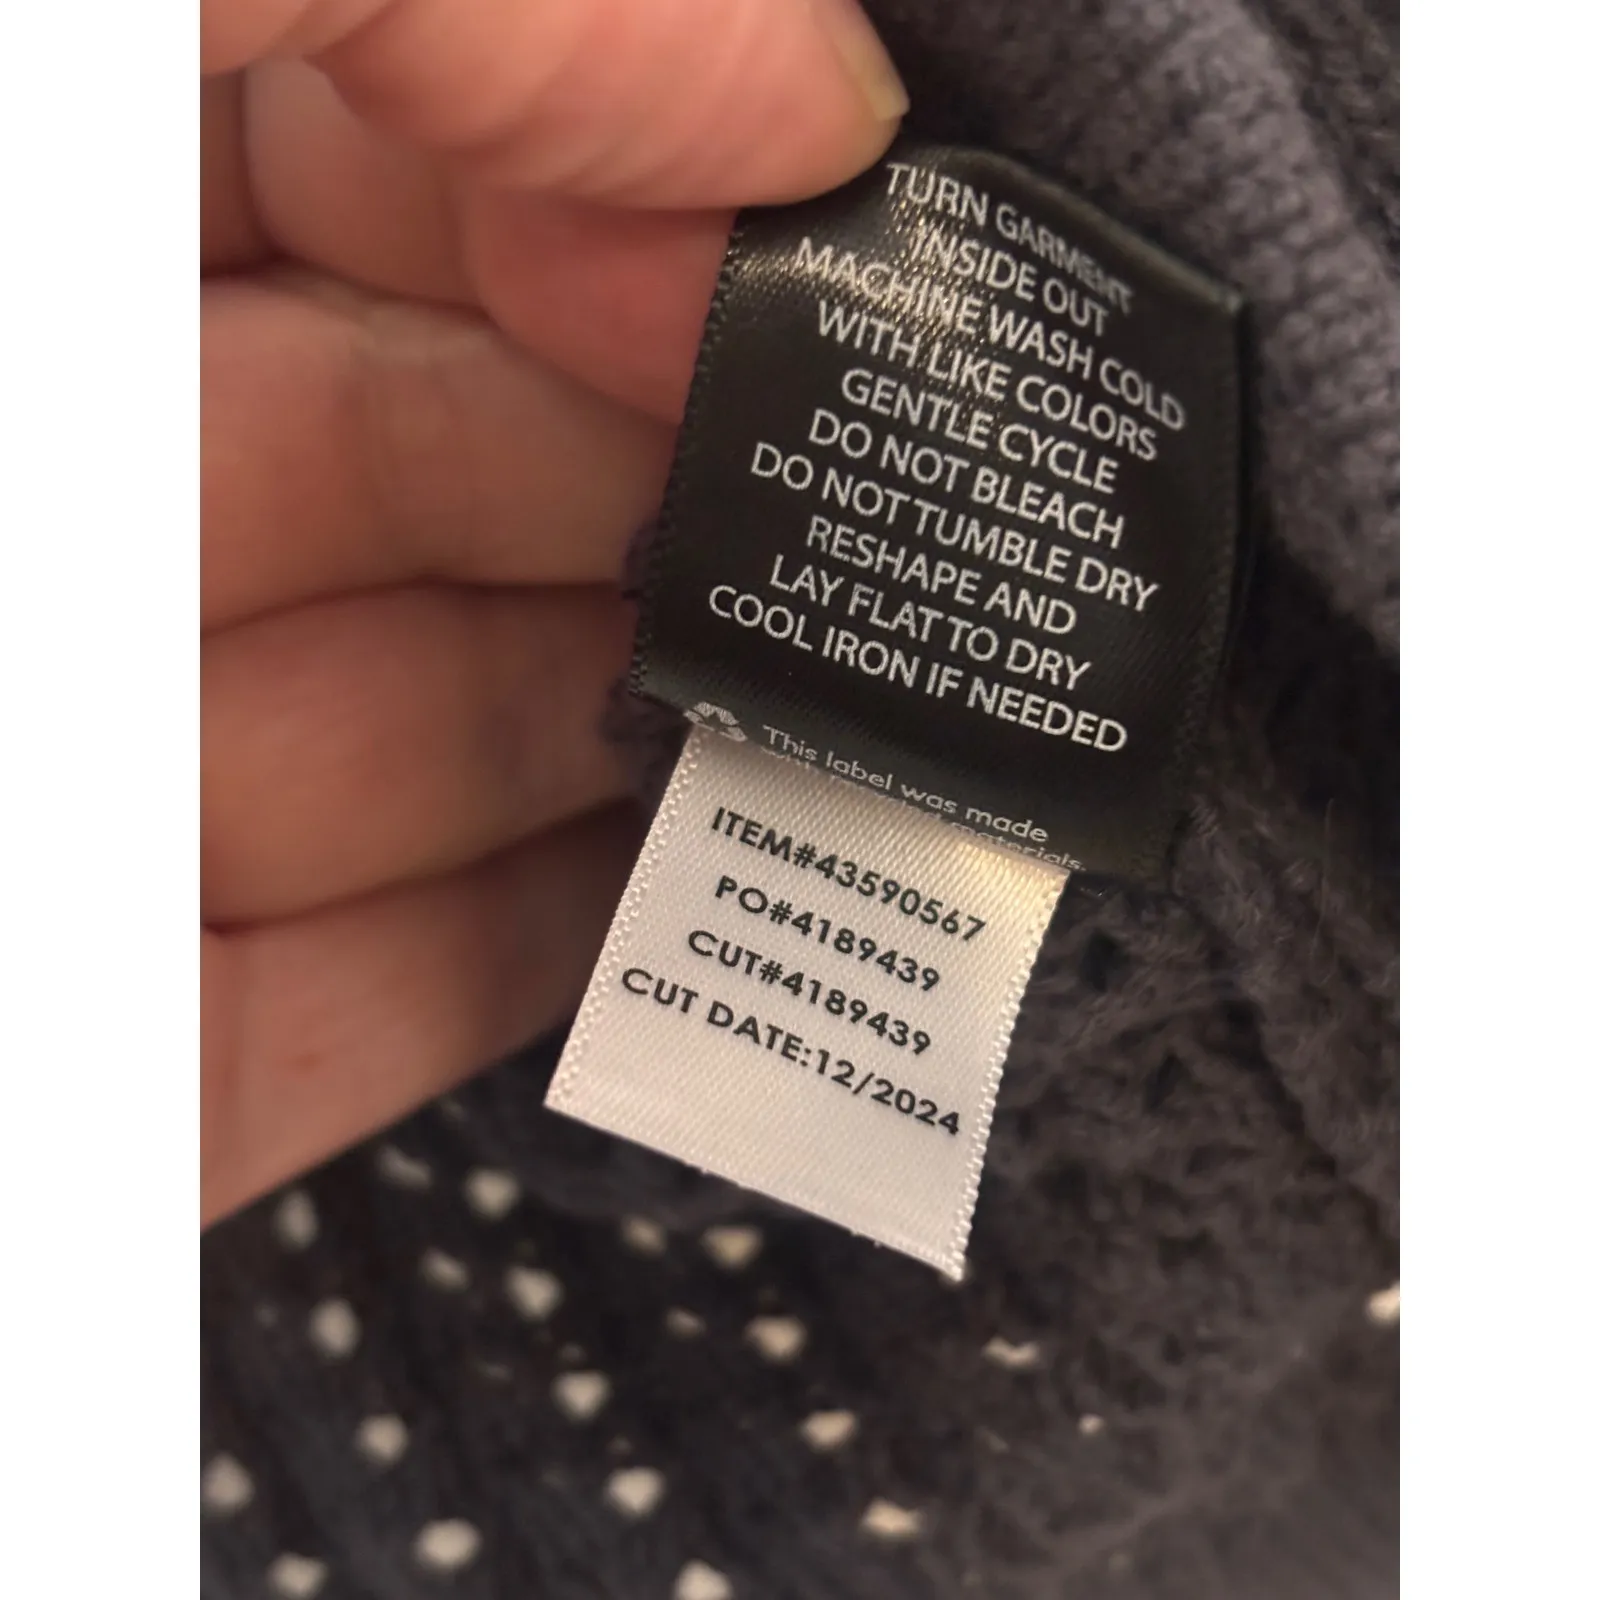 TURN GARMENT
INSIDE OUT
MACHINE WASH COLD
WITH LIKE COLORS
GENTLE CYCLE
DO NOT BLEACH
DO NOT TUMBLE DRY
RESHAPE AND
LAY FLAT TO DRY
COOL IRON IF NEEDED
This label was made
materials.
ITEM#43590567
PO#4189439
CUT#4189439
CUT DATE:12/2024